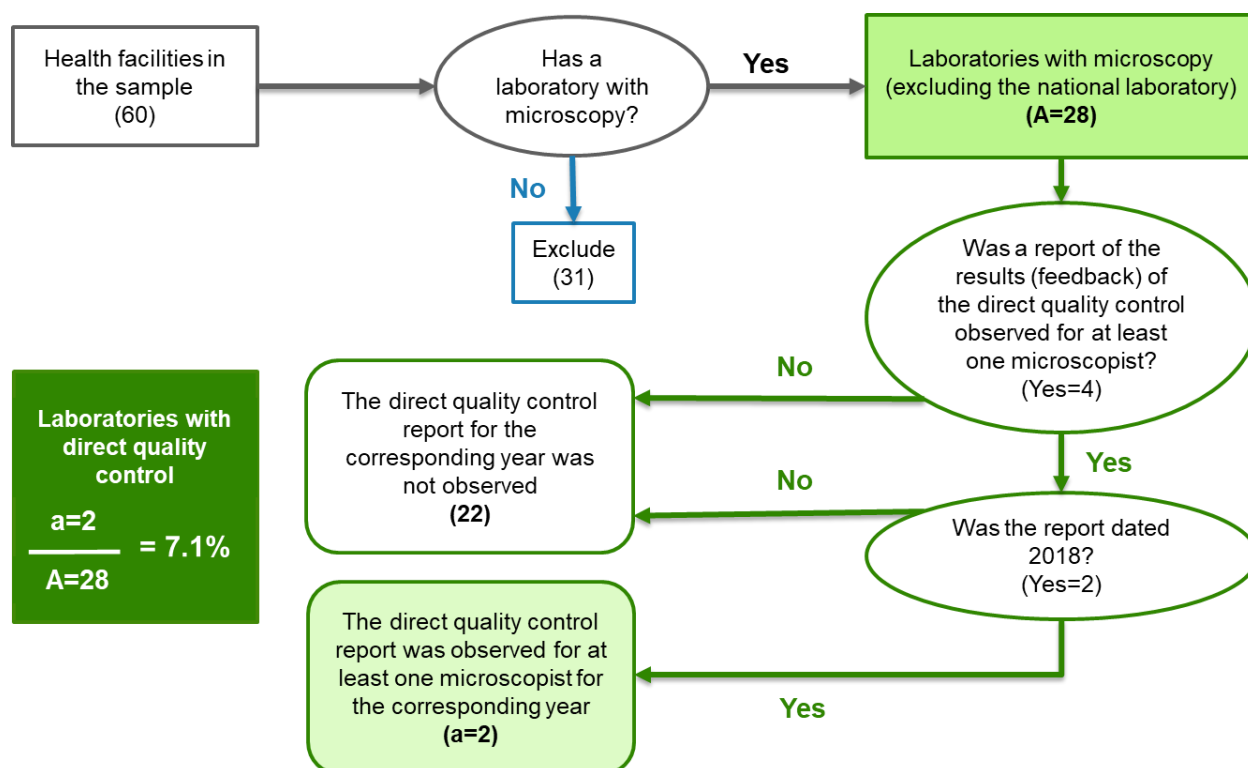 Health facilities in
the sample
(60)
Has a
laboratory with
microscopy?
Yes
Laboratories with microscopy
(excluding the national laboratory)
(A=28)
No
Exclude
(31)
Was a report of the
results (feedback) of
the direct quality control
observed for at least
one microscopist?
(Yes=4)
No
The direct quality control
report for the
corresponding year was
not observed
(22)
Yes
No
Was the report dated
2018?
(Yes=2)
Laboratories with
direct quality
control
a=2
A=28
= 7.1%
The direct quality control
report was observed for at
least one microscopist for
the corresponding year
(a=2)
Yes